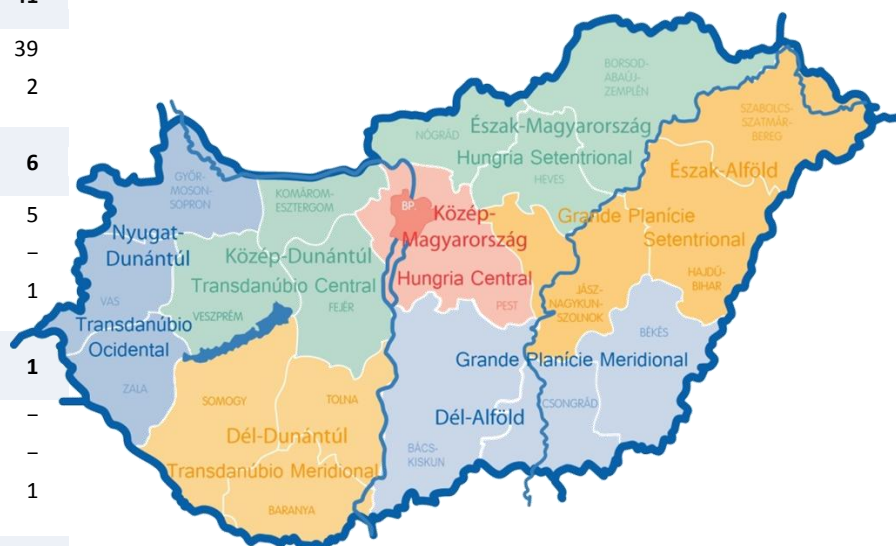 41
39
2
6
5
–
1
1
–
–
1
BORSOD-
ABAÚJ-
ZEMPLÉN
SZABOLCS-
SZATMÁR-
BEREG
NÓGRÁD
Észak-Magyarország
Hungria Setentrional
HEVES
Észak-Alföld
Grande Planície
Setentrional
HAJDÚ-
BIHAR
JÁSZ-
NAGYKUN-
SZOLNOK
GYŐR-
MOSON-
SOPRON
KOMÁROM-
ESZTERGOM
BP.
Közép-
Magyarország
Hungria Central
PEST
Nyugat-
Dunántúl
VAS
Transdanúbio
Ocidental
ZALA
Közép-Dunántúl
Transdanúbio Central
VESZPRÉM
FEJÉR
BÉKÉS
Grande Planície Meridional
CSONGRÁD
Dél-Alföld
BÁCS-
KISKUN
SOMOGY
TOLNA
Dél-Dunántúl
Transdanúbio Meridional
BARANYA